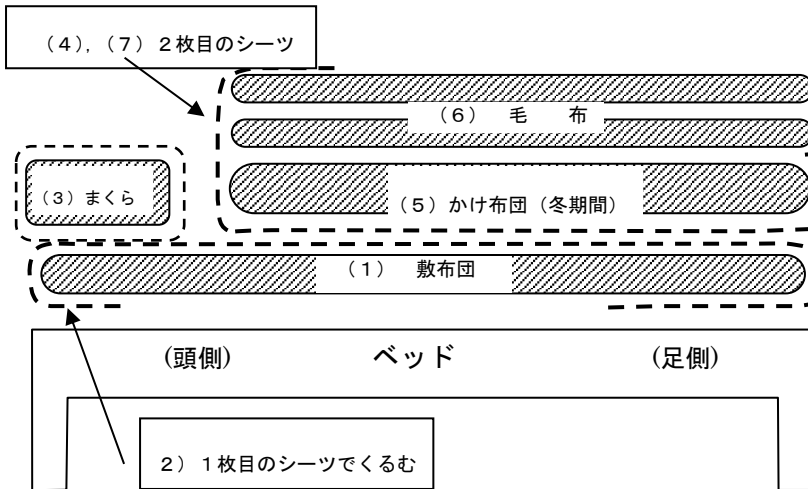 （４），（７）２枚目のシーツ
（６）　毛　　布
（３）まくら
（５）かけ布団（冬期間）
（１）　敷布団
(頭側)　ベッド　(足側)
２）１枚目のシーツでくるむ